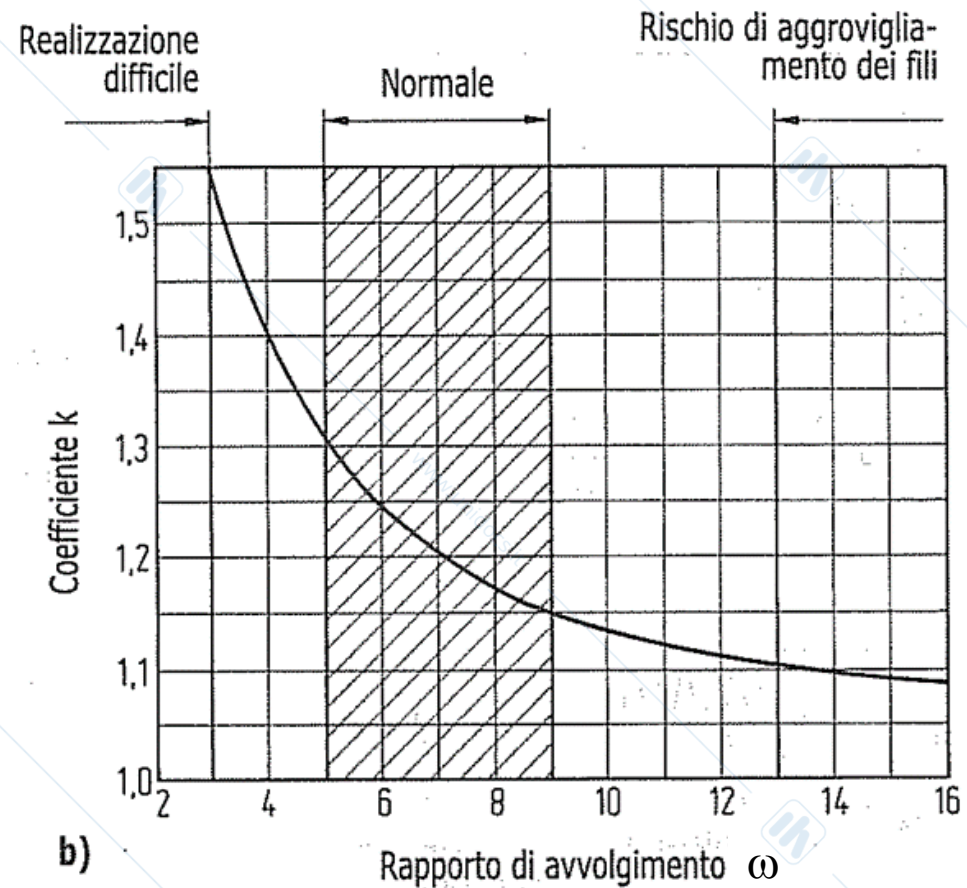 Realizzazione
difficile
Normale
Rischio di aggroviglia-
mento dei fili
Coefficiente k
1,5
1,4
1,3
1,2
1,1
1,0
2 4 6 8 10 12 14 16
b)
Rapporto di avvolgimento ω